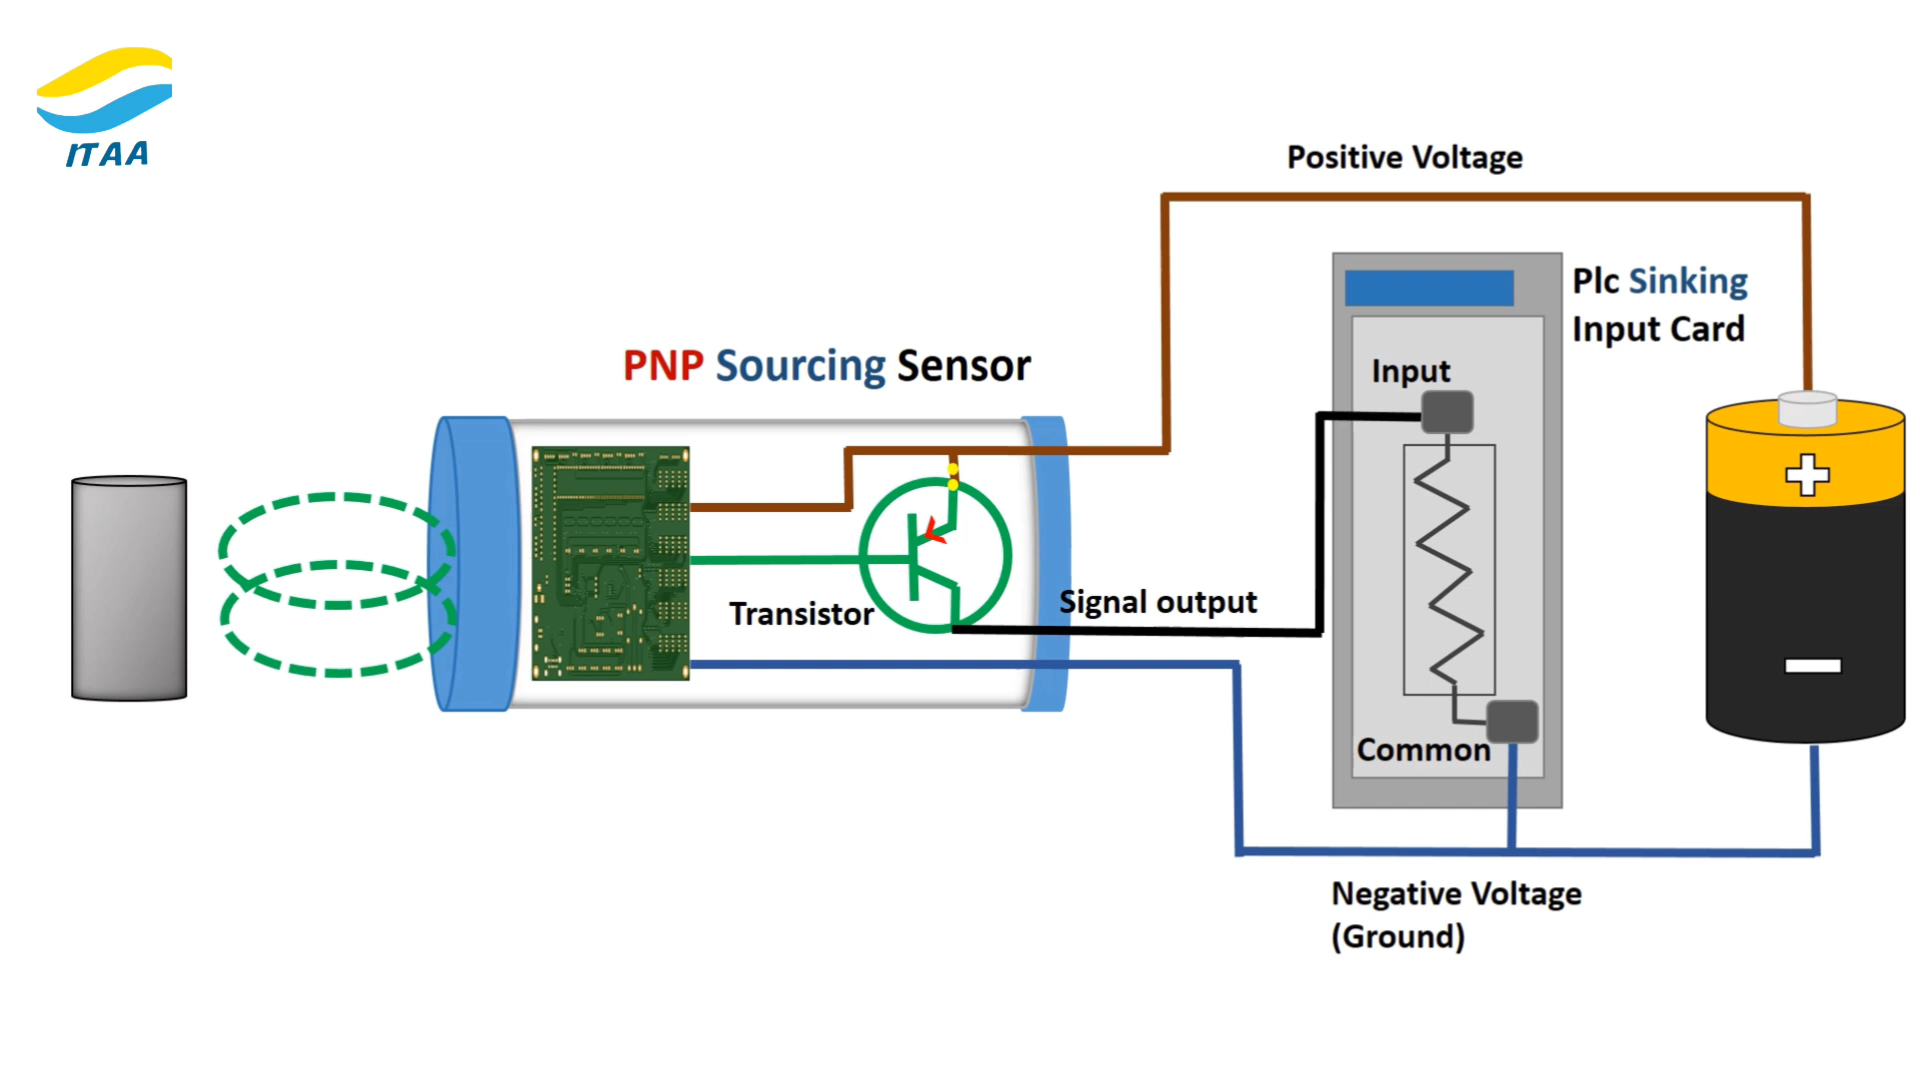 ITAA
Positive Voltage
Plc Sinking
Input Card
PNP Sourcing Sensor
Input
Transistor
Signal output
Common
Negative Voltage
(Ground)